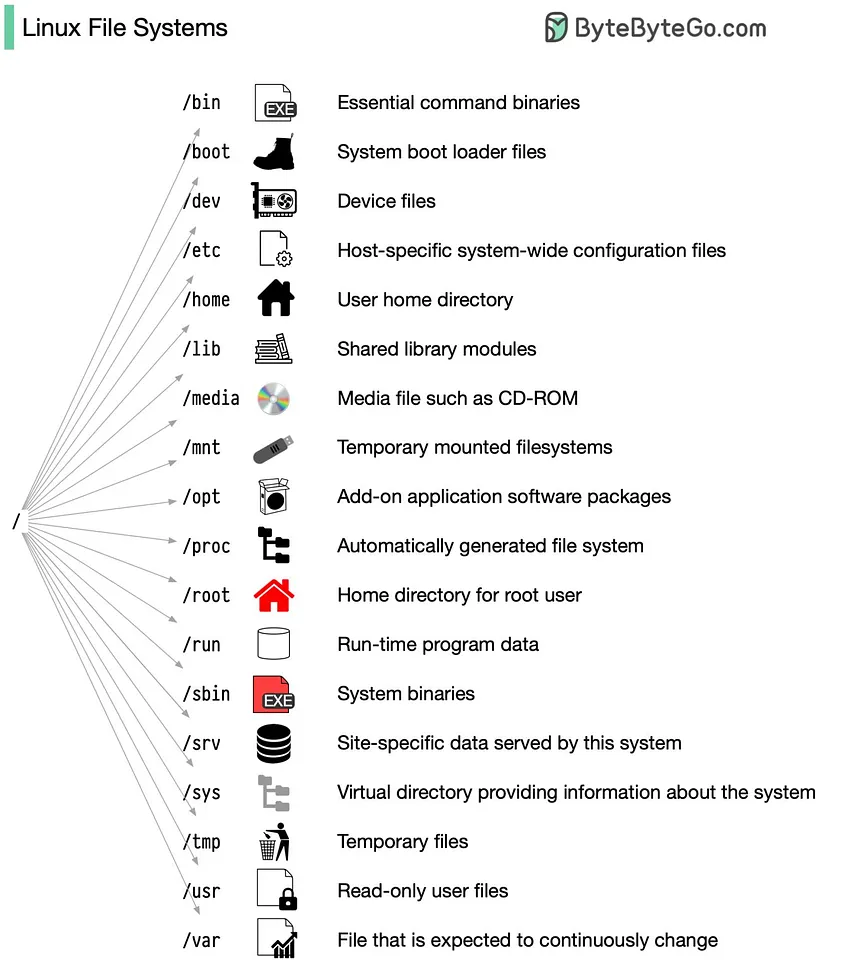 Linux File Systems
ByteByteGo.com
/bin EXE Essential command binaries
/boot System boot loader files
/dev Device files
/etc Host-specific system-wide configuration files
/home User home directory
/lib Shared library modules
/media Media file such as CD-ROM
/mnt Temporary mounted filesystems
/opt Add-on application software packages
/
/proc Automatically generated file system
/root Home directory for root user
/run Run-time program data
/sbin EXE System binaries
/srv Site-specific data served by this system
/sys Virtual directory providing information about the system
/tmp Temporary files
/usr Read-only user files
/var File that is expected to continuously change